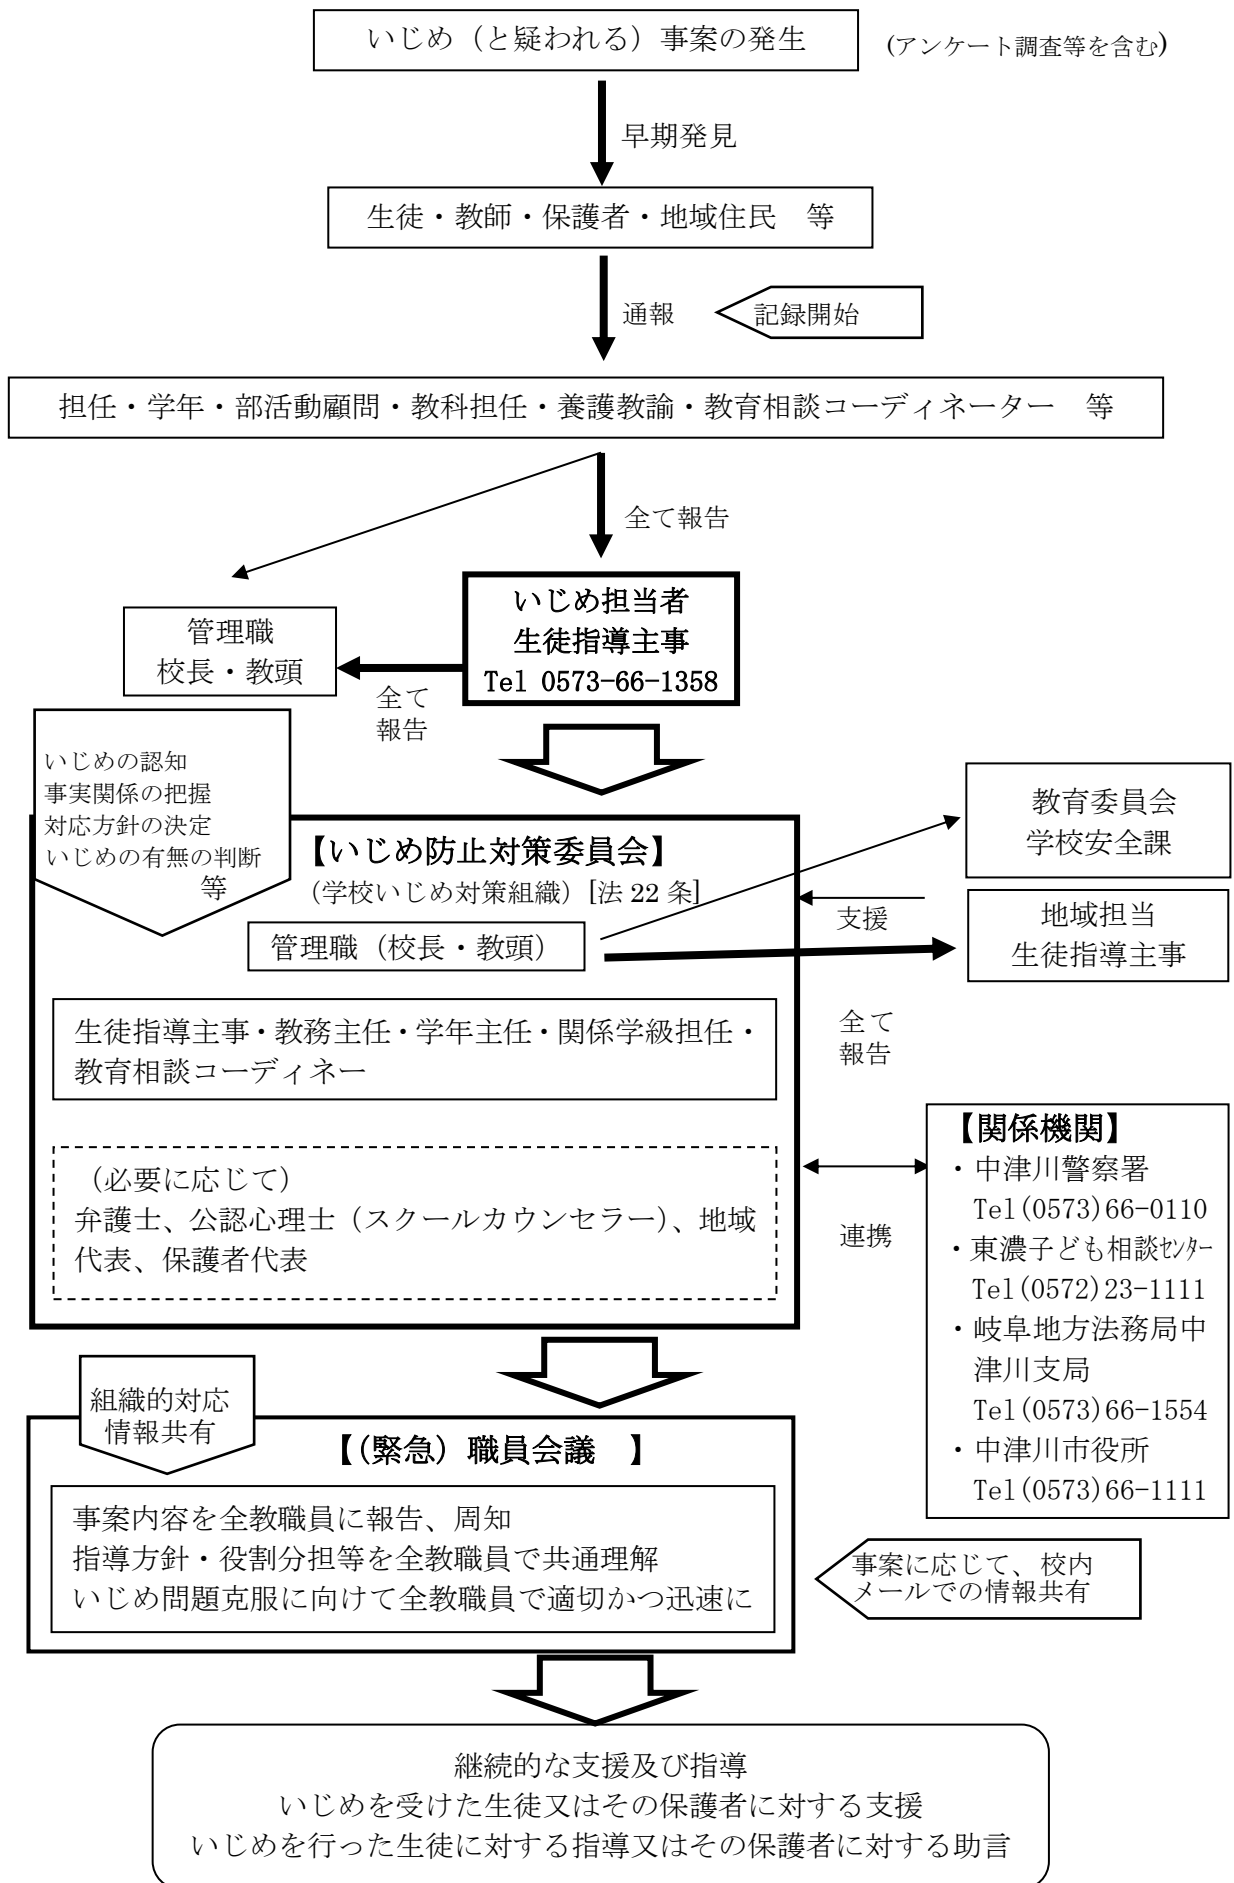 いじめ（と疑われる）事案の発生
(アンケート調査等を含む)
早期発見
生徒・教師・保護者・地域住民　等
通報
記録開始
担任・学年・部活動顧問・教科担任・養護教諭・教育相談コーディネーター　等
全て報告
いじめ担当者
生徒指導主事
Tel 0573-66-1358
管理職
校長・教頭
全て
報告
いじめの認知
事実関係の把握
対応方針の決定
いじめの有無の判断
等
【いじめ防止対策委員会】
（学校いじめ対策組織）[法 22 条]
管理職（校長・教頭）
教育委員会
学校安全課
支援
地域担当
生徒指導主事
全て
報告
生徒指導主事・教務主任・学年主任・関係学級担任・
教育相談コーディネー
（必要に応じて）
弁護士、公認心理士（スクールカウンセラー）、地域
代表、保護者代表
連携
【関係機関】
・中津川警察署
Tel(0573)66-0110
・東濃子ども相談ｾﾝﾀｰ
Tel(0572)23-1111
・岐阜地方法務局中
津川支局
Tel(0573)66-1554
・中津川市役所
Tel(0573)66-1111
組織的対応
情報共有
【（緊急）職員会議　】
事案内容を全教職員に報告、周知
指導方針・役割分担等を全教職員で共通理解
いじめ問題克服に向けて全教職員で適切かつ迅速に
事案に応じて、校内
メールでの情報共有
継続的な支援及び指導
いじめを受けた生徒又はその保護者に対する支援
いじめを行った生徒に対する指導又はその保護者に対する助言